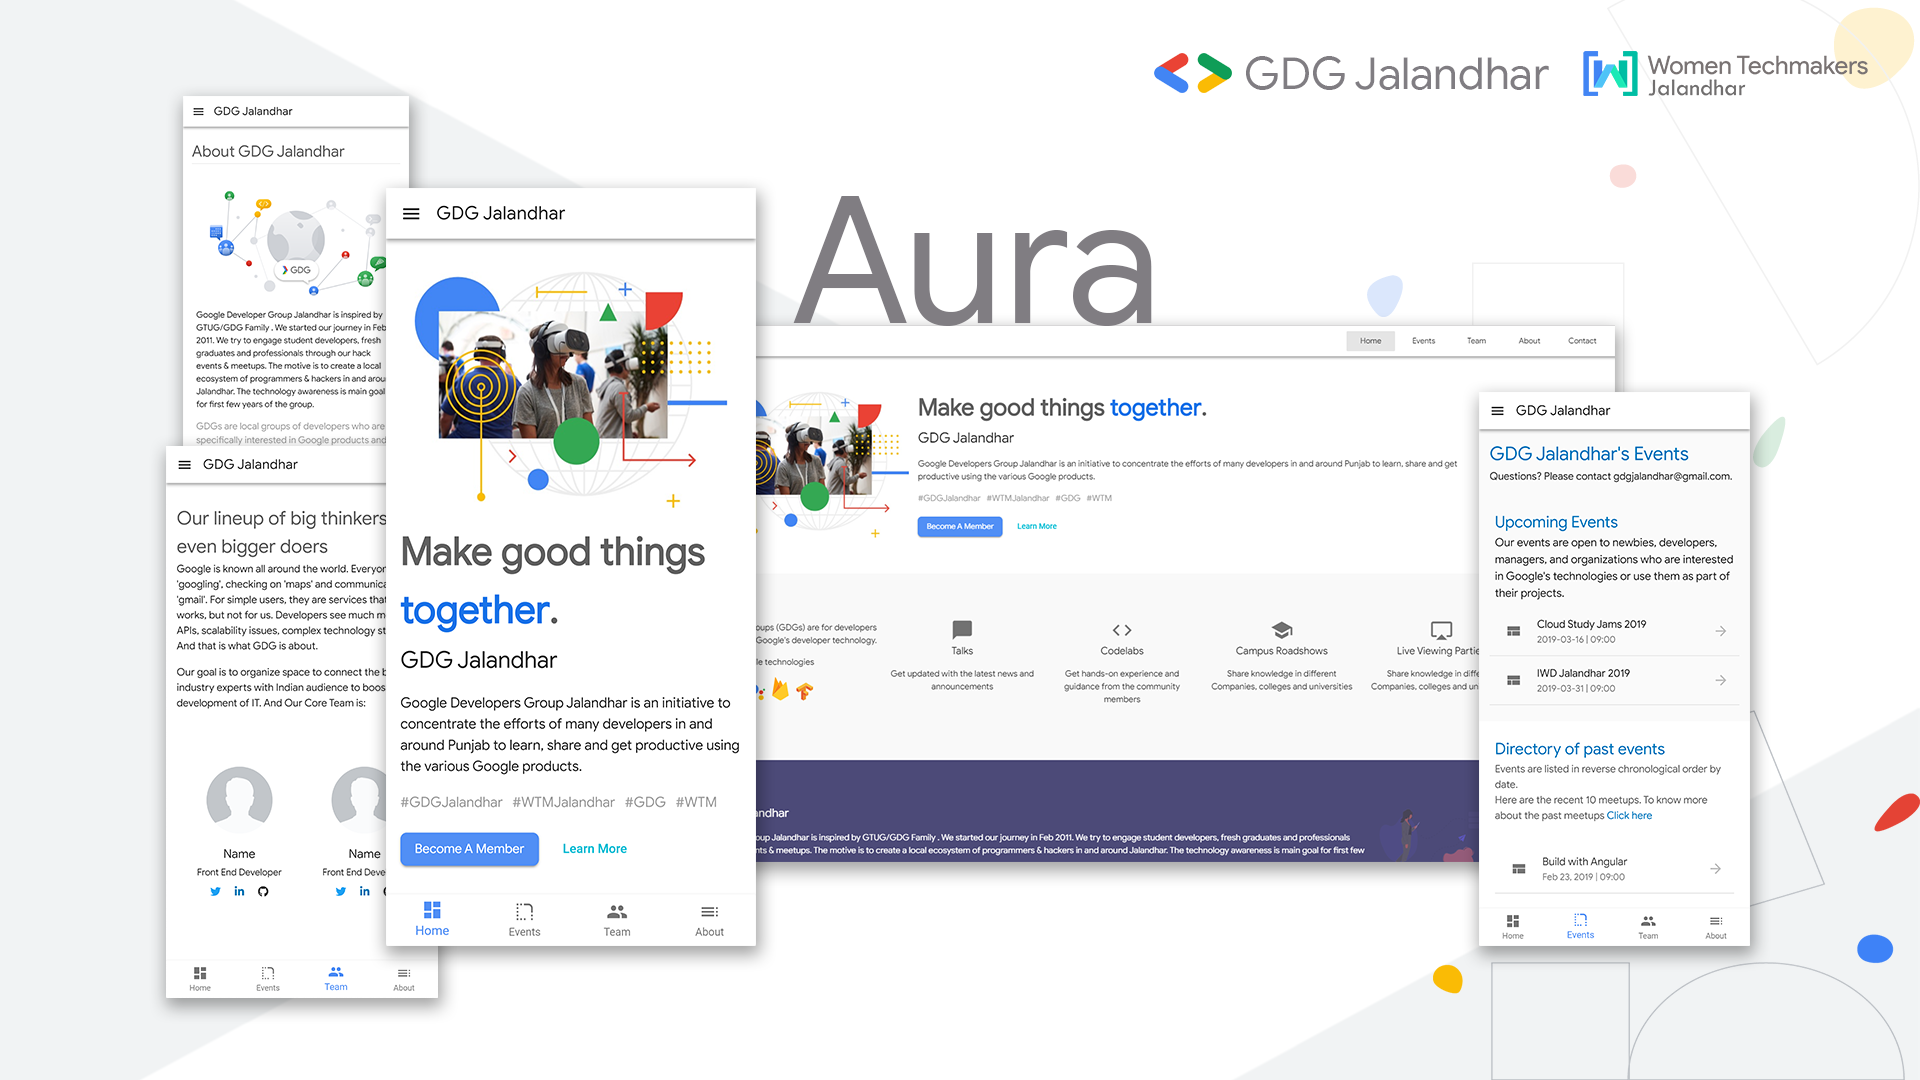 GDG Jalandhar
Women Techmakers
Jalandhar
Aura
GDG Jalandhar
About GDG Jalandhar
GDG
Google Developer Group Jalandhar is inspired by
GTUG/GDG Family . We started our journey in Feb
2011. We try to engage student developers, fresh
graduates and professionals through our hack
events & meetups. The motive is to create a local
ecosystem of programmers & hackers in and arou
Jalandhar. The technology awareness is main goal
for first few years of the group.
GDGs are local groups of developers who are
specifically interested in Google products and
GDG Jalandhar
Our lineup of big thinkers
even bigger doers
Google is known all around the world. Everyon
'googling', checking on 'maps' and communica
'gmail'. For simple users, they are services that
works, but not for us. Developers see much m
APIs, scalability issues, complex technology st
And that is what GDG is about.
Our goal is to organize space to connect the b
industry experts with Indian audience to boos
development of IT. And Our Core Team is:
Name
Front End Developer
Name
Front End Deve
Home Events Team About
GDG Jalandhar
Make good things
together.
GDG Jalandhar
Google Developers Group Jalandhar is an initiative to
concentrate the efforts of many developers in and
around Punjab to learn, share and get productive using
the various Google products.
#GDGJalandhar #WTMJalandhar #GDG #WTM
Become A Member Learn More
Home Events Team About
Home Events Team About Contact
Make good things together.
GDG Jalandhar
Google Developers Group Jalandhar is an initiative to concentrate the efforts of many developers in and around Punjab to learn, share and get
productive using the various Google products.
#GDGJalandhar #WTMJalandhar #GDG #WTM
Become A Member Learn More
oups (GDGs) are for developers
Google's developer technology.
le technologies
Talks
Get updated with the latest news and
announcements
Codelabs
Get hands-on experience and
guidance from the community
members
Campus Roadshows
Share knowledge in different
Companies, colleges and universities
Live Viewing Partie
Share knowledge in diffe
Companies, colleges and un
andhar
oup Jalandhar is inspired by GTUG/GDG Family . We started our journey in Feb 2011. We try to engage student developers, fresh graduates and professionals
nts & meetups. The motive is to create a local ecosystem of programmers & hackers in and around Jalandhar. The technology awareness is main goal for first few
GDG Jalandhar
GDG Jalandhar's Events
Questions? Please contact gdgjalandhar@gmail.com.
Upcoming Events
Our events are open to newbies, developers,
managers, and organizations who are interested
in Google's technologies or use them as part of
their projects.
Cloud Study Jams 2019
2019-03-16 | 09:00
IWD Jalandhar 2019
2019-03-31 | 09:00
Directory of past events
Events are listed in reverse chronological order by
date.
Here are the recent 10 meetups. To know more
about the past meetups Click here
Build with Angular
Feb 23, 2019 | 09:00
Home Events Team About